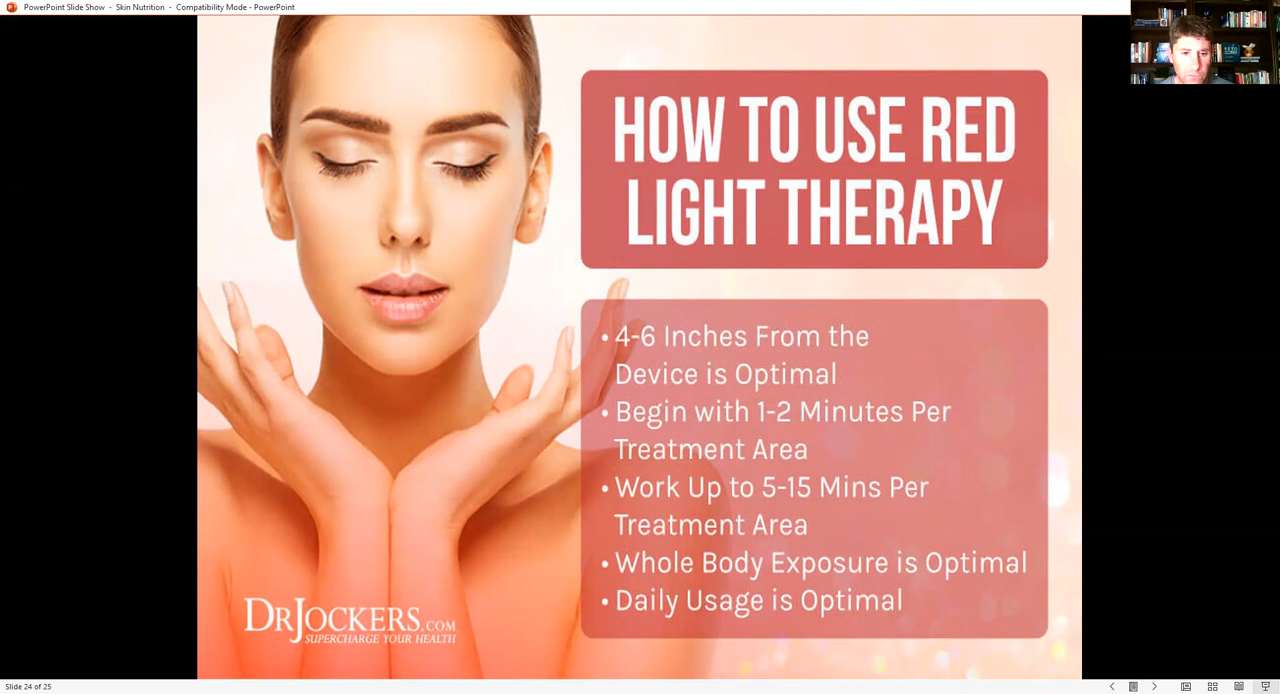 PowerPoint Slide Show - Skin Nutrition - Compatibility Mode - PowerPoint
HOW TO USE RED
LIGHT THERAPY
• 4-6 Inches From the
Device is Optimal
• Begin with 1-2 Minutes Per
Treatment Area
• Work Up to 5-15 Mins Per
Treatment Area
• Whole Body Exposure is Optimal
• Daily Usage is Optimal
DRJOCKERS.COM
SUPERCHARGE YOUR HEALTH
Slide 24 of 25